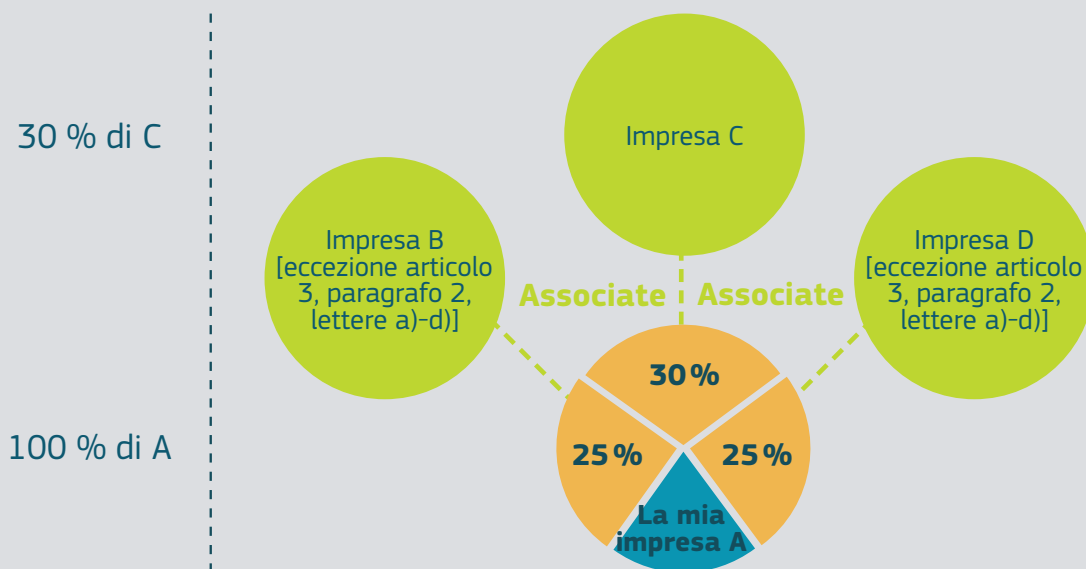 30 % di C
100 % di A
Impresa C
Impresa B
[eccezione articolo
3, paragrafo 2,
lettere a)-d)]
Impresa D
[eccezione articolo
3, paragrafo 2,
lettere a)-d)]
Associate
Associate
30 %
25 %
25 %
La mia
impresa A